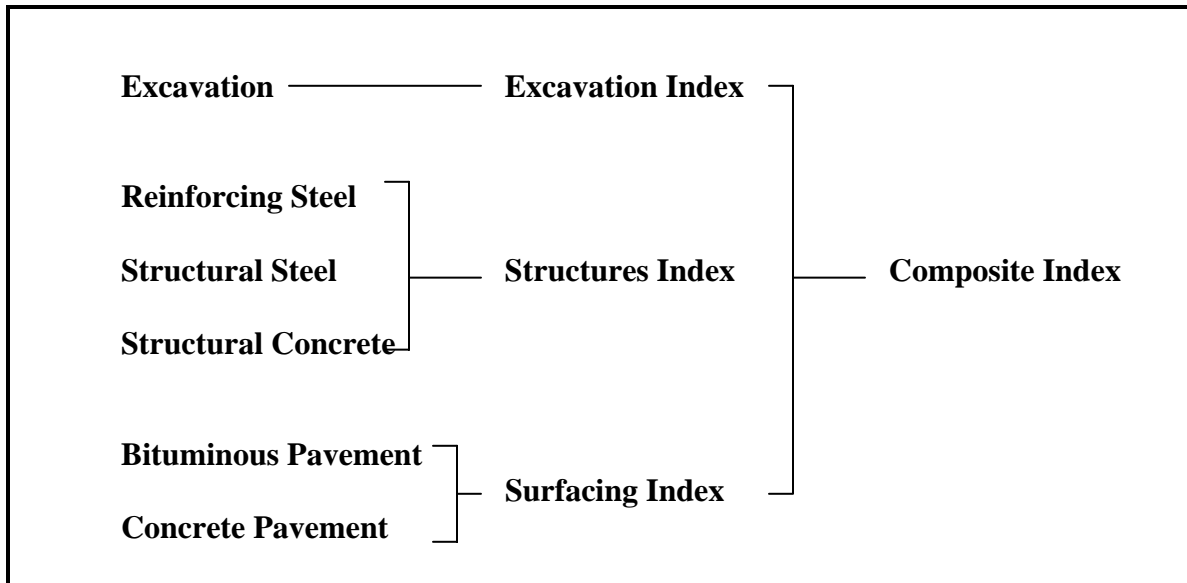 Excavation Excavation Index
Reinforcing Steel
Structural Steel Structures Index Composite Index
Structural Concrete
Bituminous Pavement
Surfacing Index
Concrete Pavement